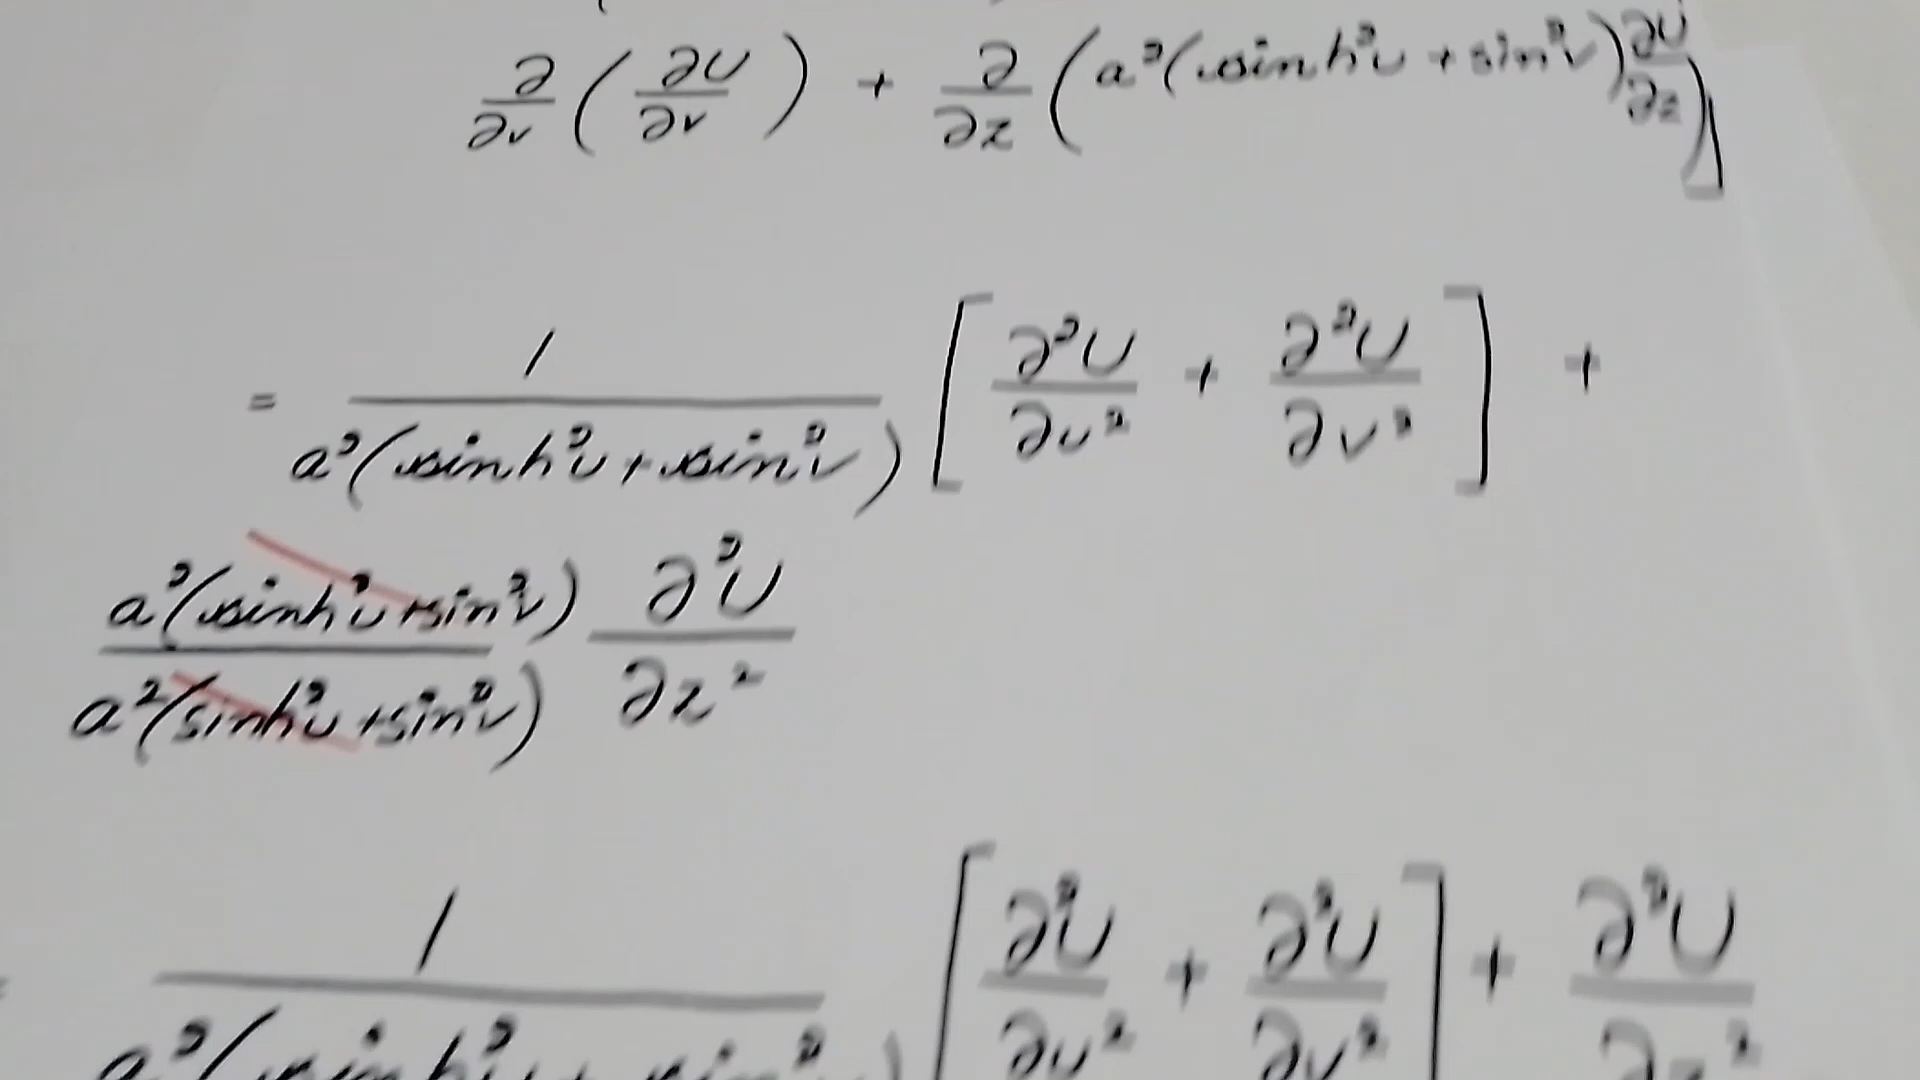 ∂/∂v (∂U/∂v) + ∂/∂z (a²(sinh²u + sin²v) ∂U/∂z)]
= 1/(a²(sinh²u + sin²v)) [∂²U/∂u² + ∂²U/∂v²] +
a²(sinh²u + sin²v)/a²(sinh²u + sin²v) ∂²U/∂z²
= 1/(a²(sinh²u + sin²v)) [∂²U/∂u² + ∂²U/∂v²] + ∂²U/∂z²